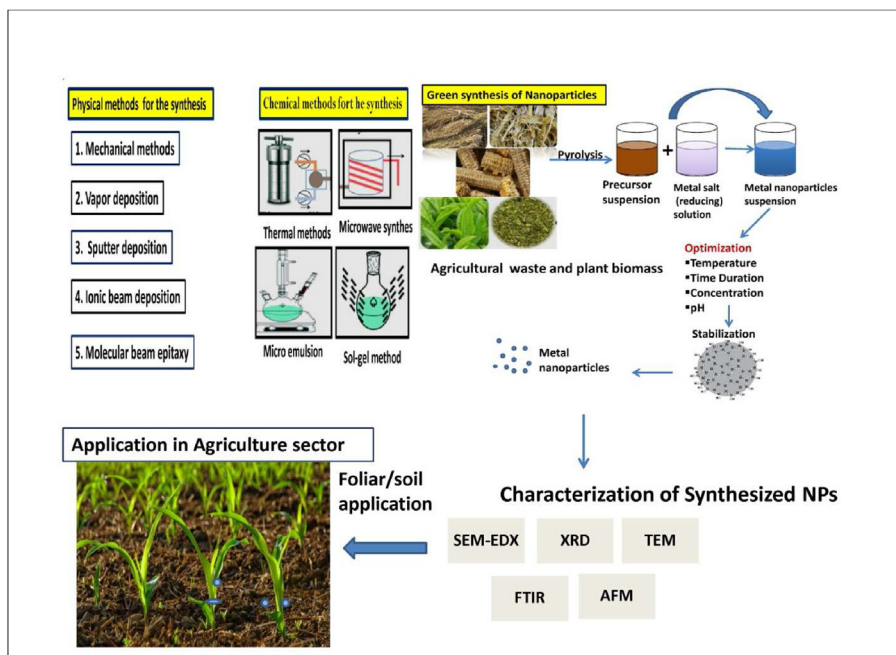 Physical methods for the synthesis
1. Mechanical methods
2. Vapor deposition
3. Sputter deposition
4. Ionic beam deposition
5. Molecular beam epitaxy
Chemical methods fort he synthesis
Thermal methods
Microwave synthes
Micro emulsion
Sol-gel method
Green synthesis of Nanoparticles
Pyrolysis
+
Precursor
suspension
Metal salt
(reducing)
solution
Metal nanoparticles
suspension
Agricultural waste and plant biomass
Optimization
▪Temperature
▪Time Duration
▪Concentration
▪pH
Stabilization
Metal
nanoparticles
Characterization of Synthesized NPs
SEM-EDX
XRD
TEM
FTIR
AFM
Foliar/soil
application
Application in Agriculture sector